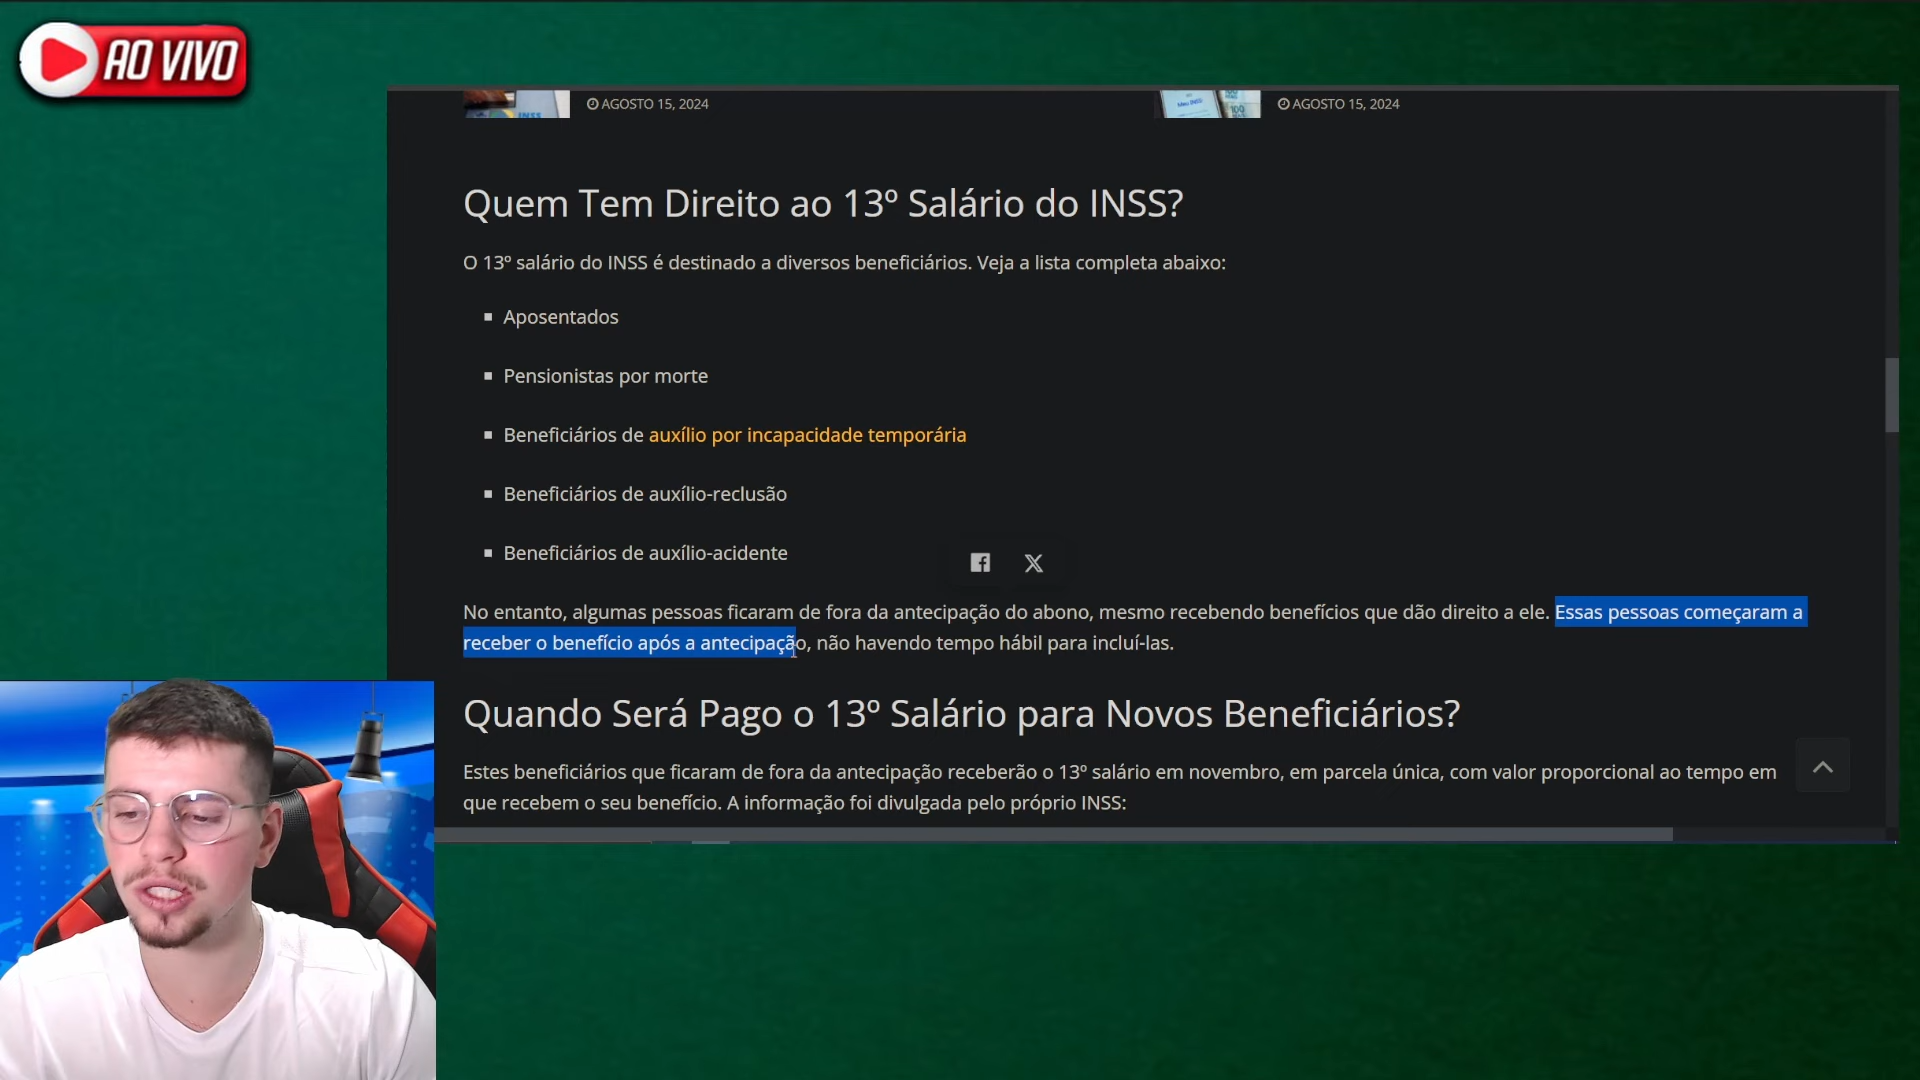 AO VIVO
AGOSTO 15, 2024
AGOSTO 15, 2024
INSS
Meu INSS
100
Quem Tem Direito ao 13º Salário do INSS?
O 13º salário do INSS é destinado a diversos beneficiários. Veja a lista completa abaixo:
Aposentados
Pensionistas por morte
Beneficiários de auxílio por incapacidade temporária
Beneficiários de auxílio-reclusão
Beneficiários de auxílio-acidente
No entanto, algumas pessoas ficaram de fora da antecipação do abono, mesmo recebendo benefícios que dão direito a ele. Essas pessoas começaram a
receber o benefício após a antecipação, não havendo tempo hábil para incluí-las.
Quando Será Pago o 13º Salário para Novos Beneficiários?
Estes beneficiários que ficaram de fora da antecipação receberão o 13º salário em novembro, em parcela única, com valor proporcional ao tempo em
que recebem o seu benefício. A informação foi divulgada pelo próprio INSS: